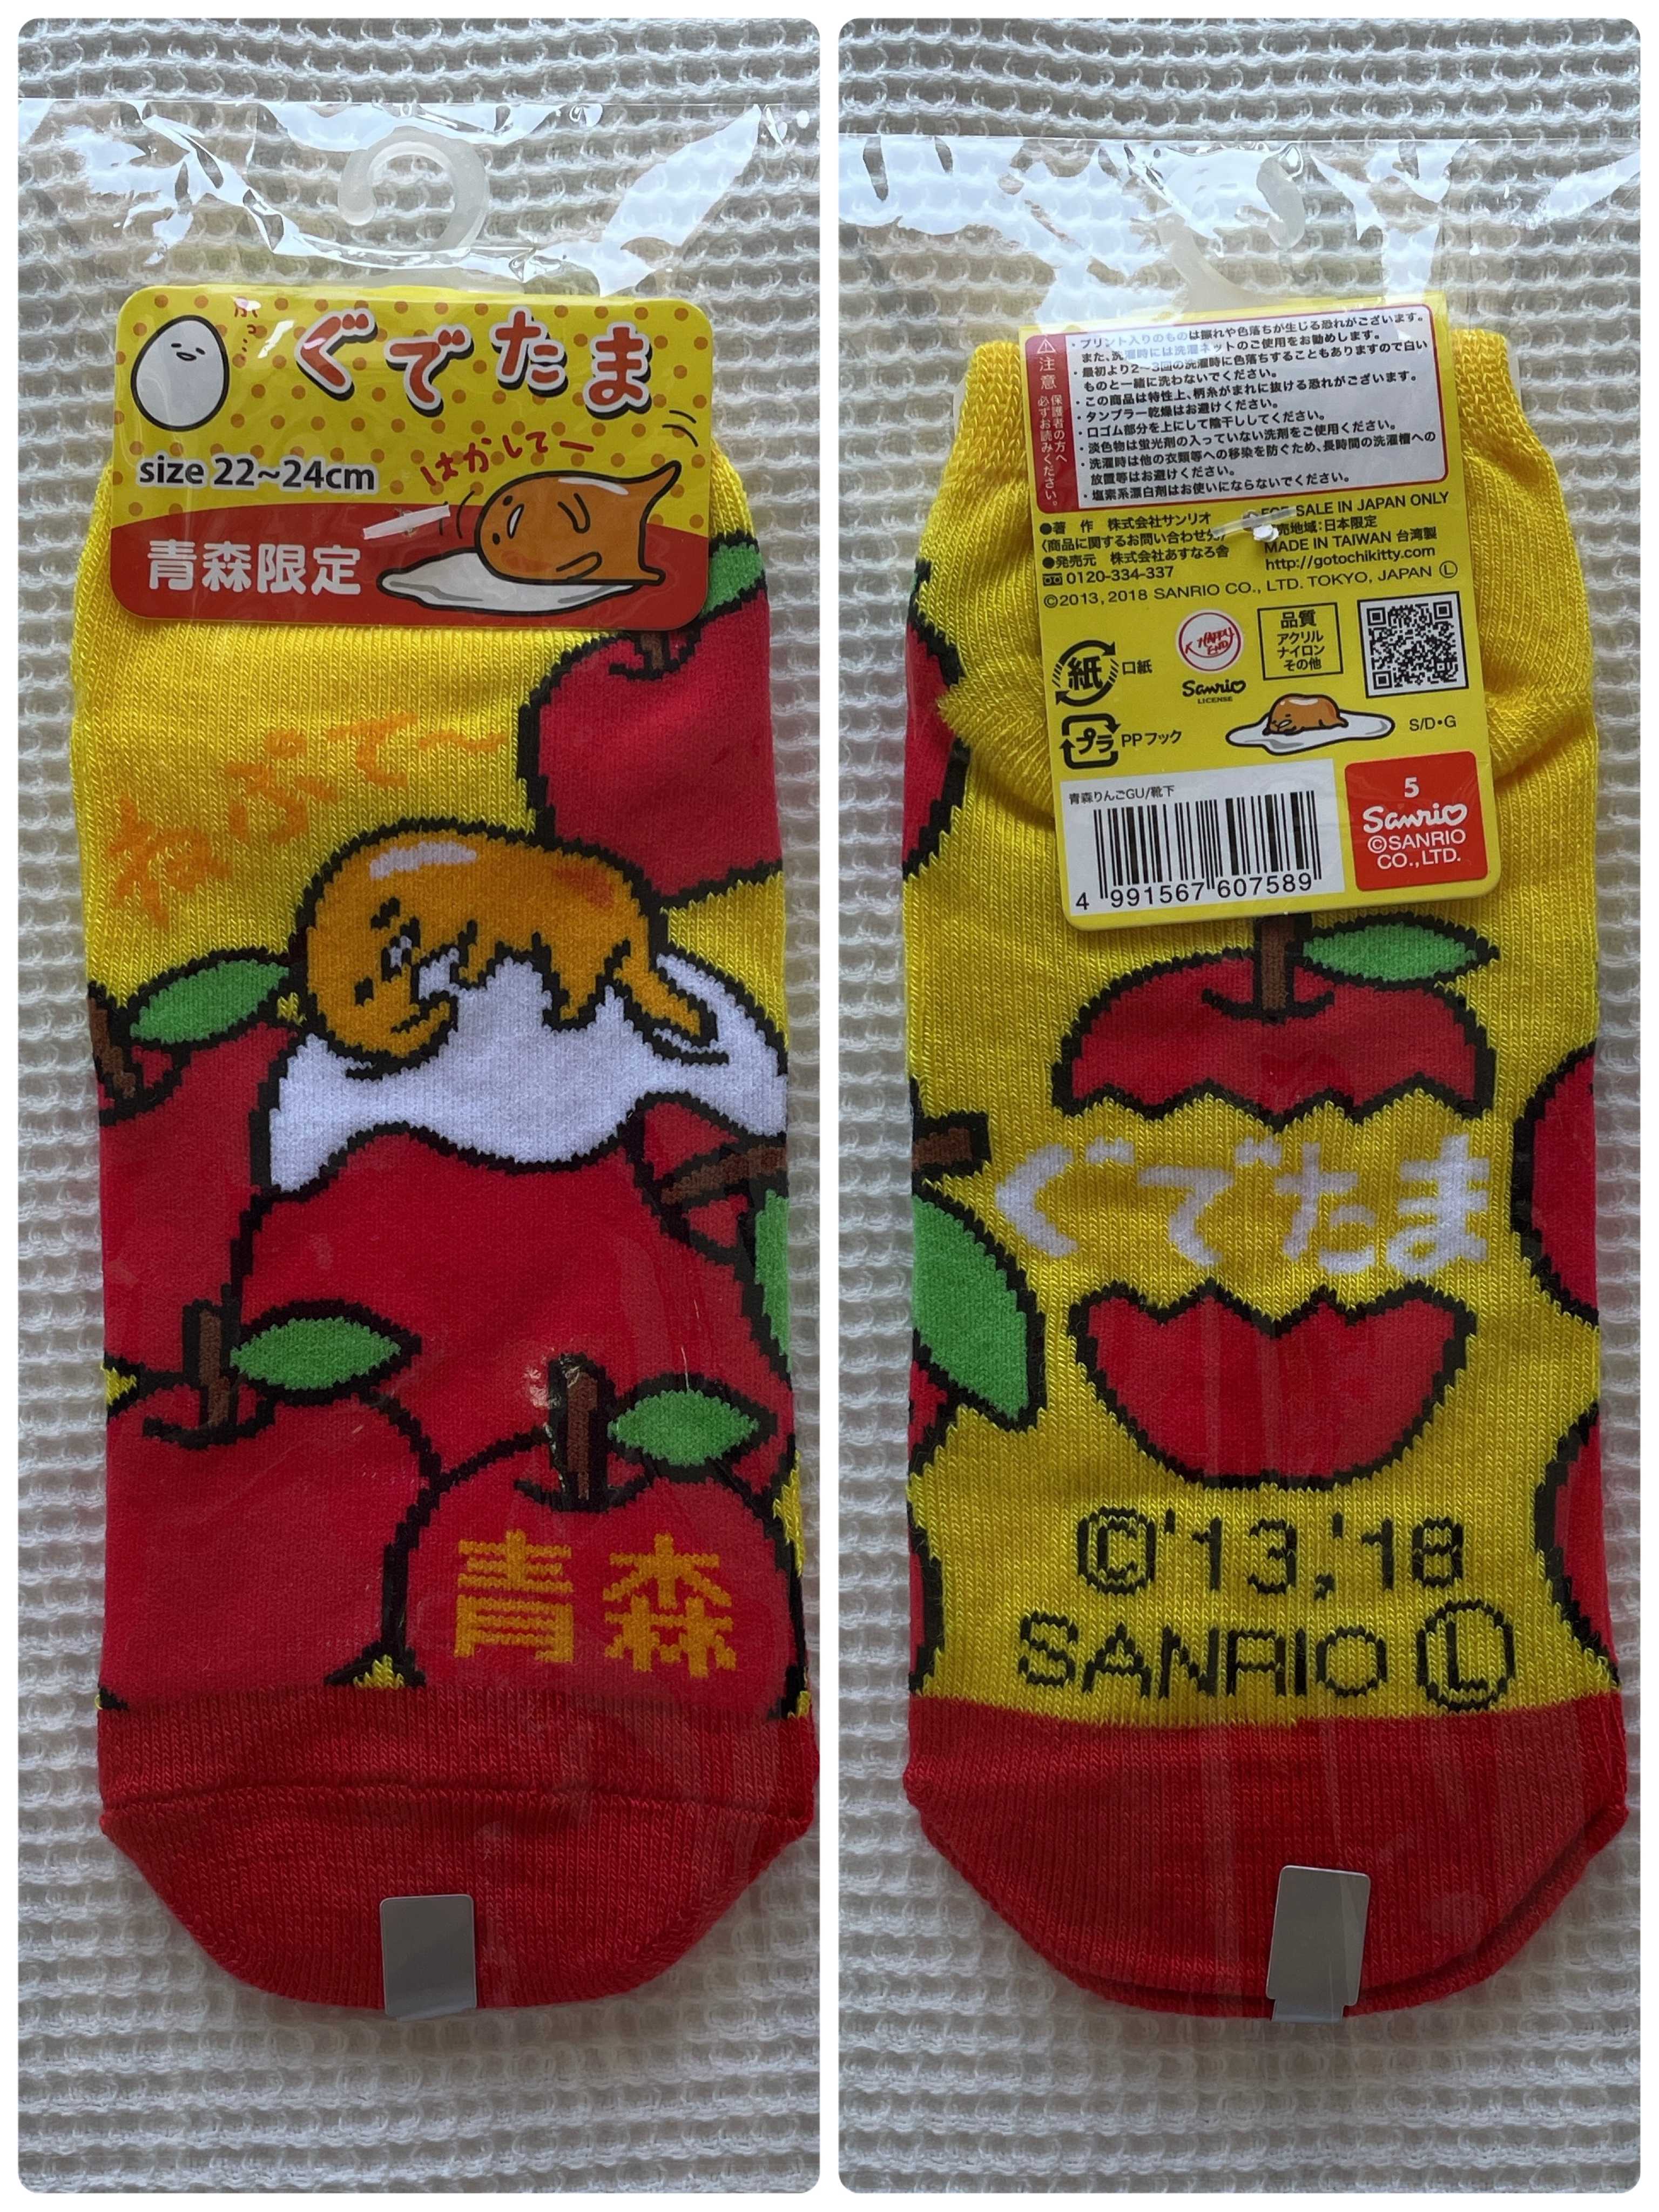 ぐでたま
size 22~24cm
はがして ー
青森限定
ねぷて～
青森
注意
保護者の方へ
必ずお読みください。
・プリント入りのものは擦れや色落ちが生じる恐れがございます。
また、洗濯時には洗濯ネットのご使用をお勧めします。
・最初より2～3回の洗濯時に色落ちすることもありますので白い
ものと一緒に洗わないでください。
・この商品は特性上、柄糸がまれに抜ける恐れがございます。
・タンブラー乾燥はお避けください。
・口ゴム部分を上にして陰干ししてください。
・淡色物は蛍光剤の入っていない洗剤をご使用ください。
・洗濯時は他の衣類等への移染を防ぐため、長時間の洗濯槽への
放置等はお避けください。
・塩素系漂白剤はお使いにならないでください。
●著 作 株式会社サンリオ
〈商品に関するお問い合わせ先〉
●発売元 株式会社あすなろ舎
0120-334-337
FOR SALE IN JAPAN ONLY
売地域:日本限定
MADE IN TAIWAN 台湾製
http://gotochikitty.com
©2013, 2018 SANRIO CO., LTD. TOKYO, JAPAN Ⓛ
紙 口紙
HAPPY END
Sanrio
LICENSE
品質
アクリル
ナイロン
その他
プラ PPフック
S/D・G
青森りんごGU/靴下
4 991567 607589
5
Sanrio
©SANRIO
CO.,LTD.
ぐでたま
©'13,'18
SANRIO Ⓛ